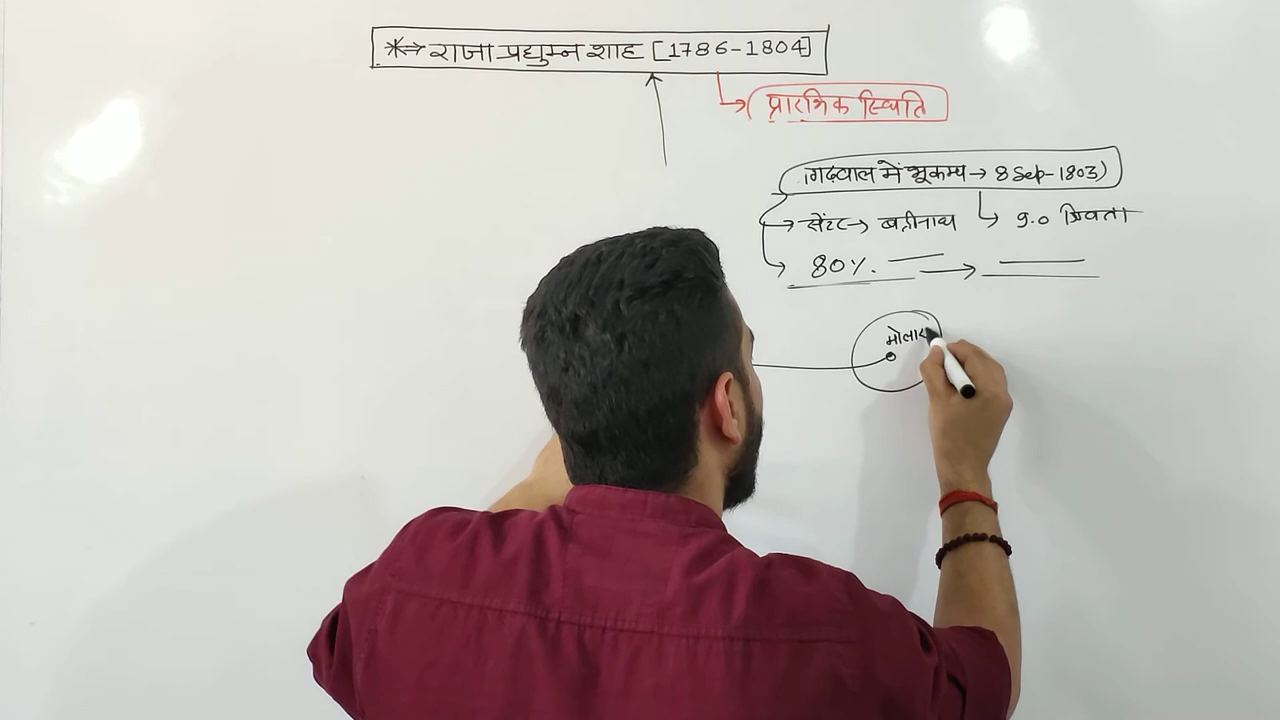 *⇒ राजा प्रद्युम्न शाह [1786-1804]
प्रारंभिक स्थिति
(गढ़वाल में भूकम्प → 8 Sep-1803)
→ सेंटर → बद्रीनाथ ↳ 9.0 तीव्रता
80%. →
मोलारा